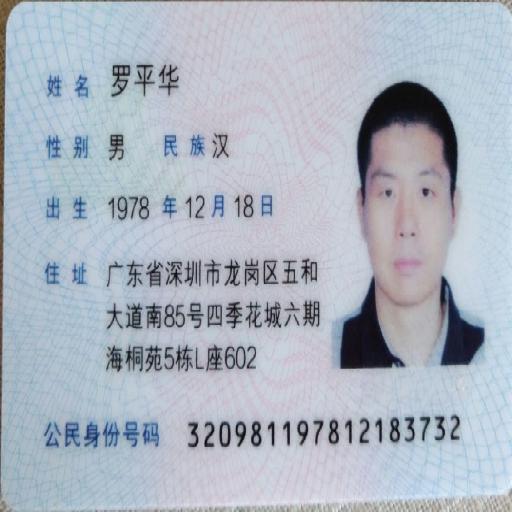 姓名 罗平华
性别 男 民族 汉
出生 1978 年 12 月 18 日
住址 广东省深圳市龙岗区五和
大道南85号四季花城六期
海桐苑5栋L座602
公民身份号码 320981197812183732